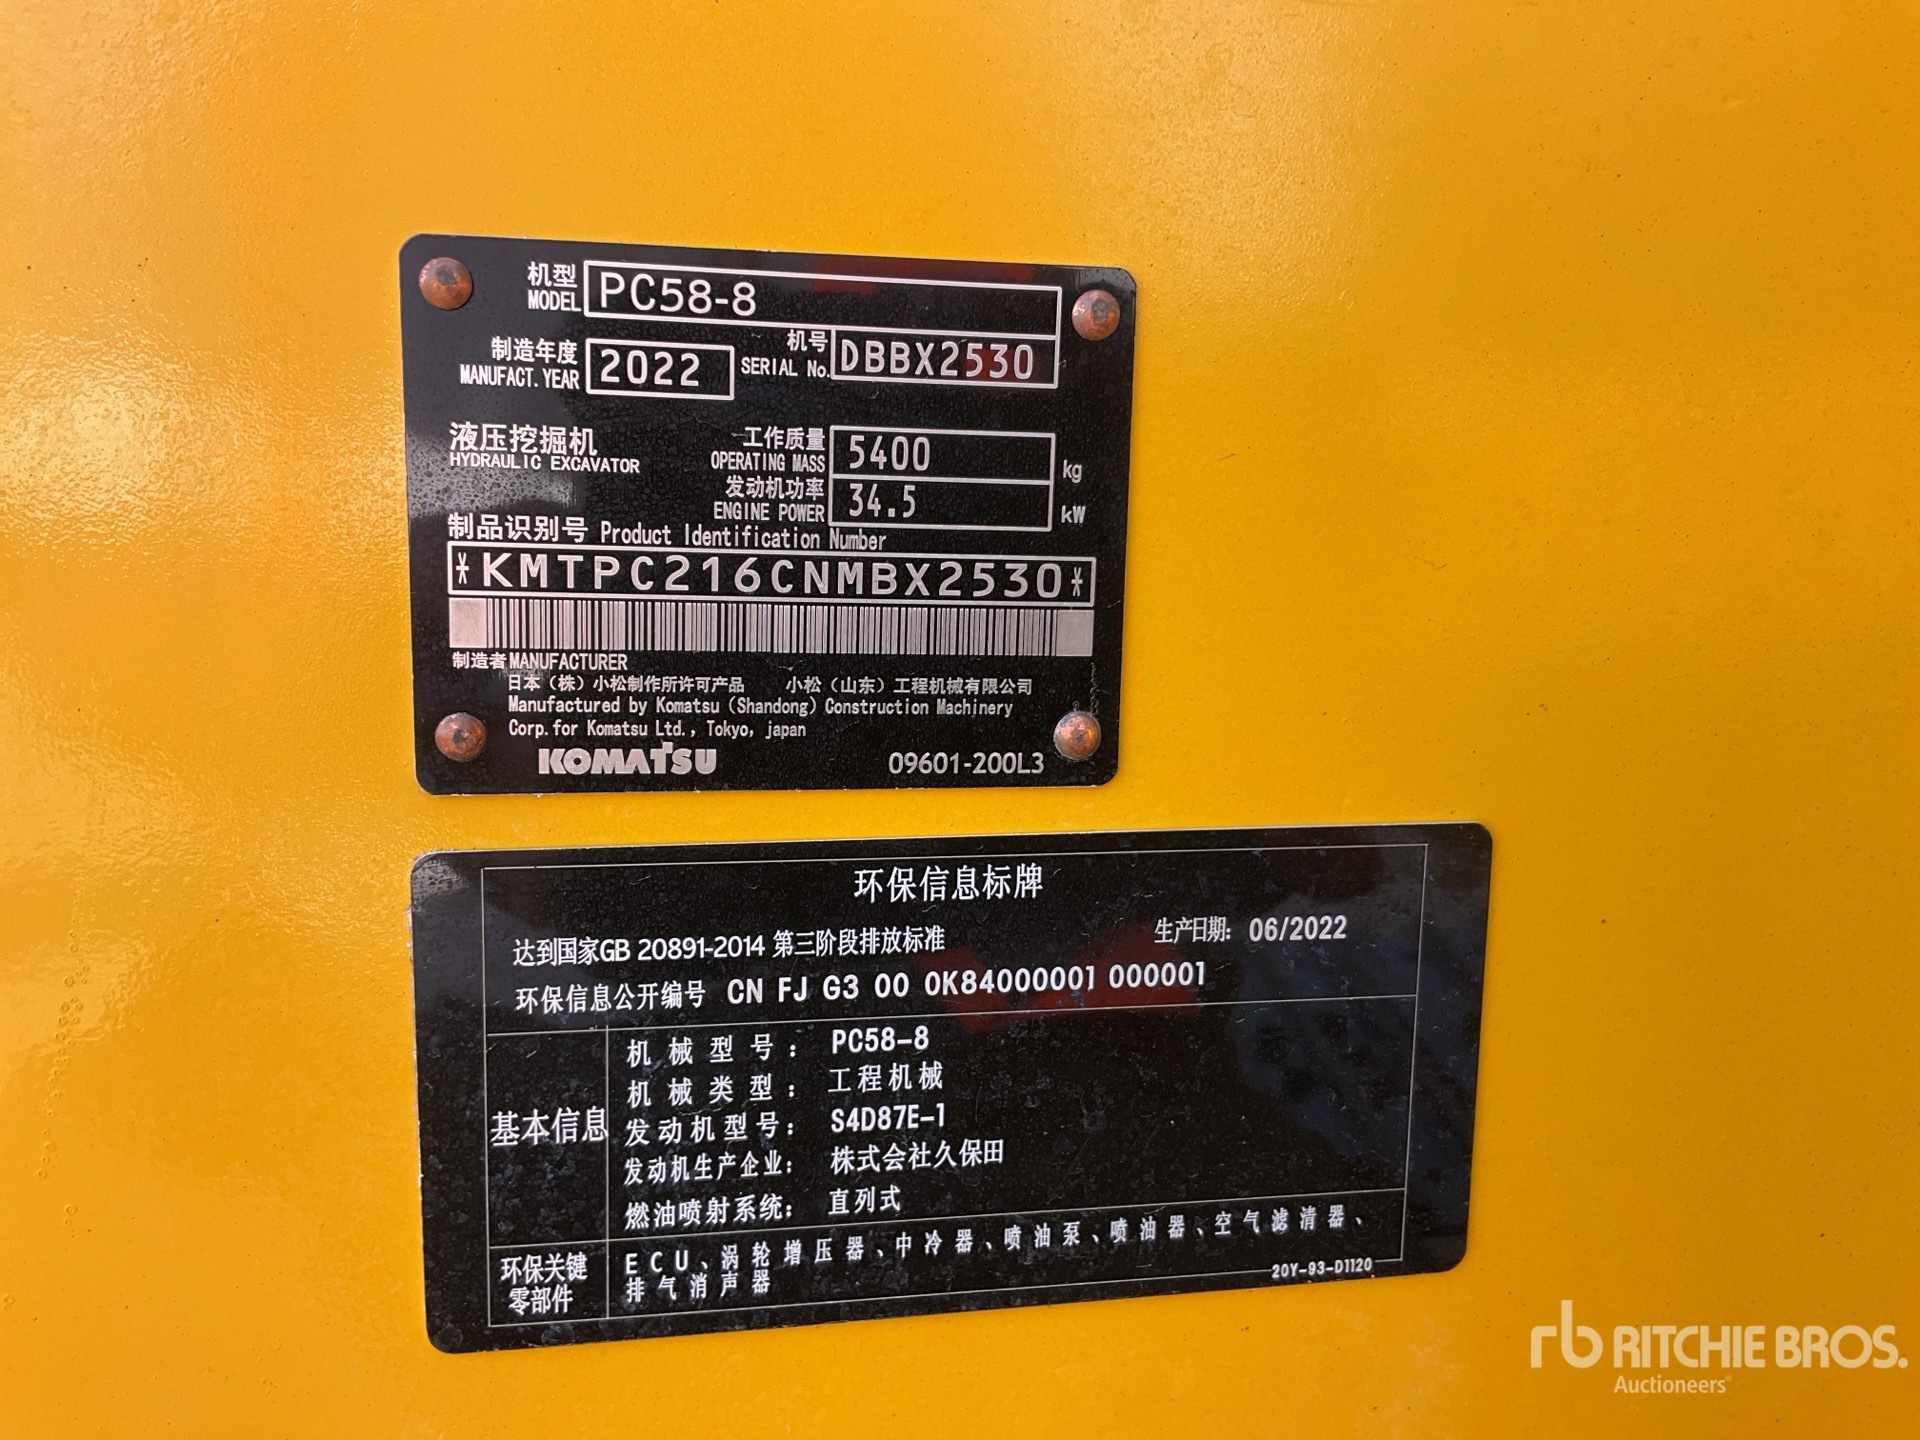 机型
MODEL PC58-8
制造年度
MANUFACT. YEAR 2022
机号
SERIAL No. DBBX2530
液压挖掘机
HYDRAULIC EXCAVATOR
工作质量
OPERATING MASS 5400 kg
发动机功率
ENGINE POWER 34.5 kW
制品识别号 Product Identification Number
*KMTPC216CNMBX2530*
制造者 MANUFACTURER
日本（株）小松制作所许可产品 小松（山东）工程机械有限公司
Manufactured by Komatsu (Shandong) Construction Machinery
Corp. for Komatsu Ltd., Tokyo, japan
KOMATSU 09601-200L3
环保信息标牌
达到国家GB 20891-2014 第三阶段排放标准 生产日期: 06/2022
环保信息公开编号 CN FJ G3 00 0K84000001 000001
基本信息
机械型号: PC58-8
机械类型: 工程机械
发动机型号: S4D87E-1
发动机生产企业: 株式会社久保田
燃油喷射系统: 直列式
环保关键
零部件
ECU、涡轮增压器、中冷器、喷油泵、喷油器、空气滤清器、
排气消声器
20Y-93-D1120
rb RITCHIE BROS.
Auctioneers